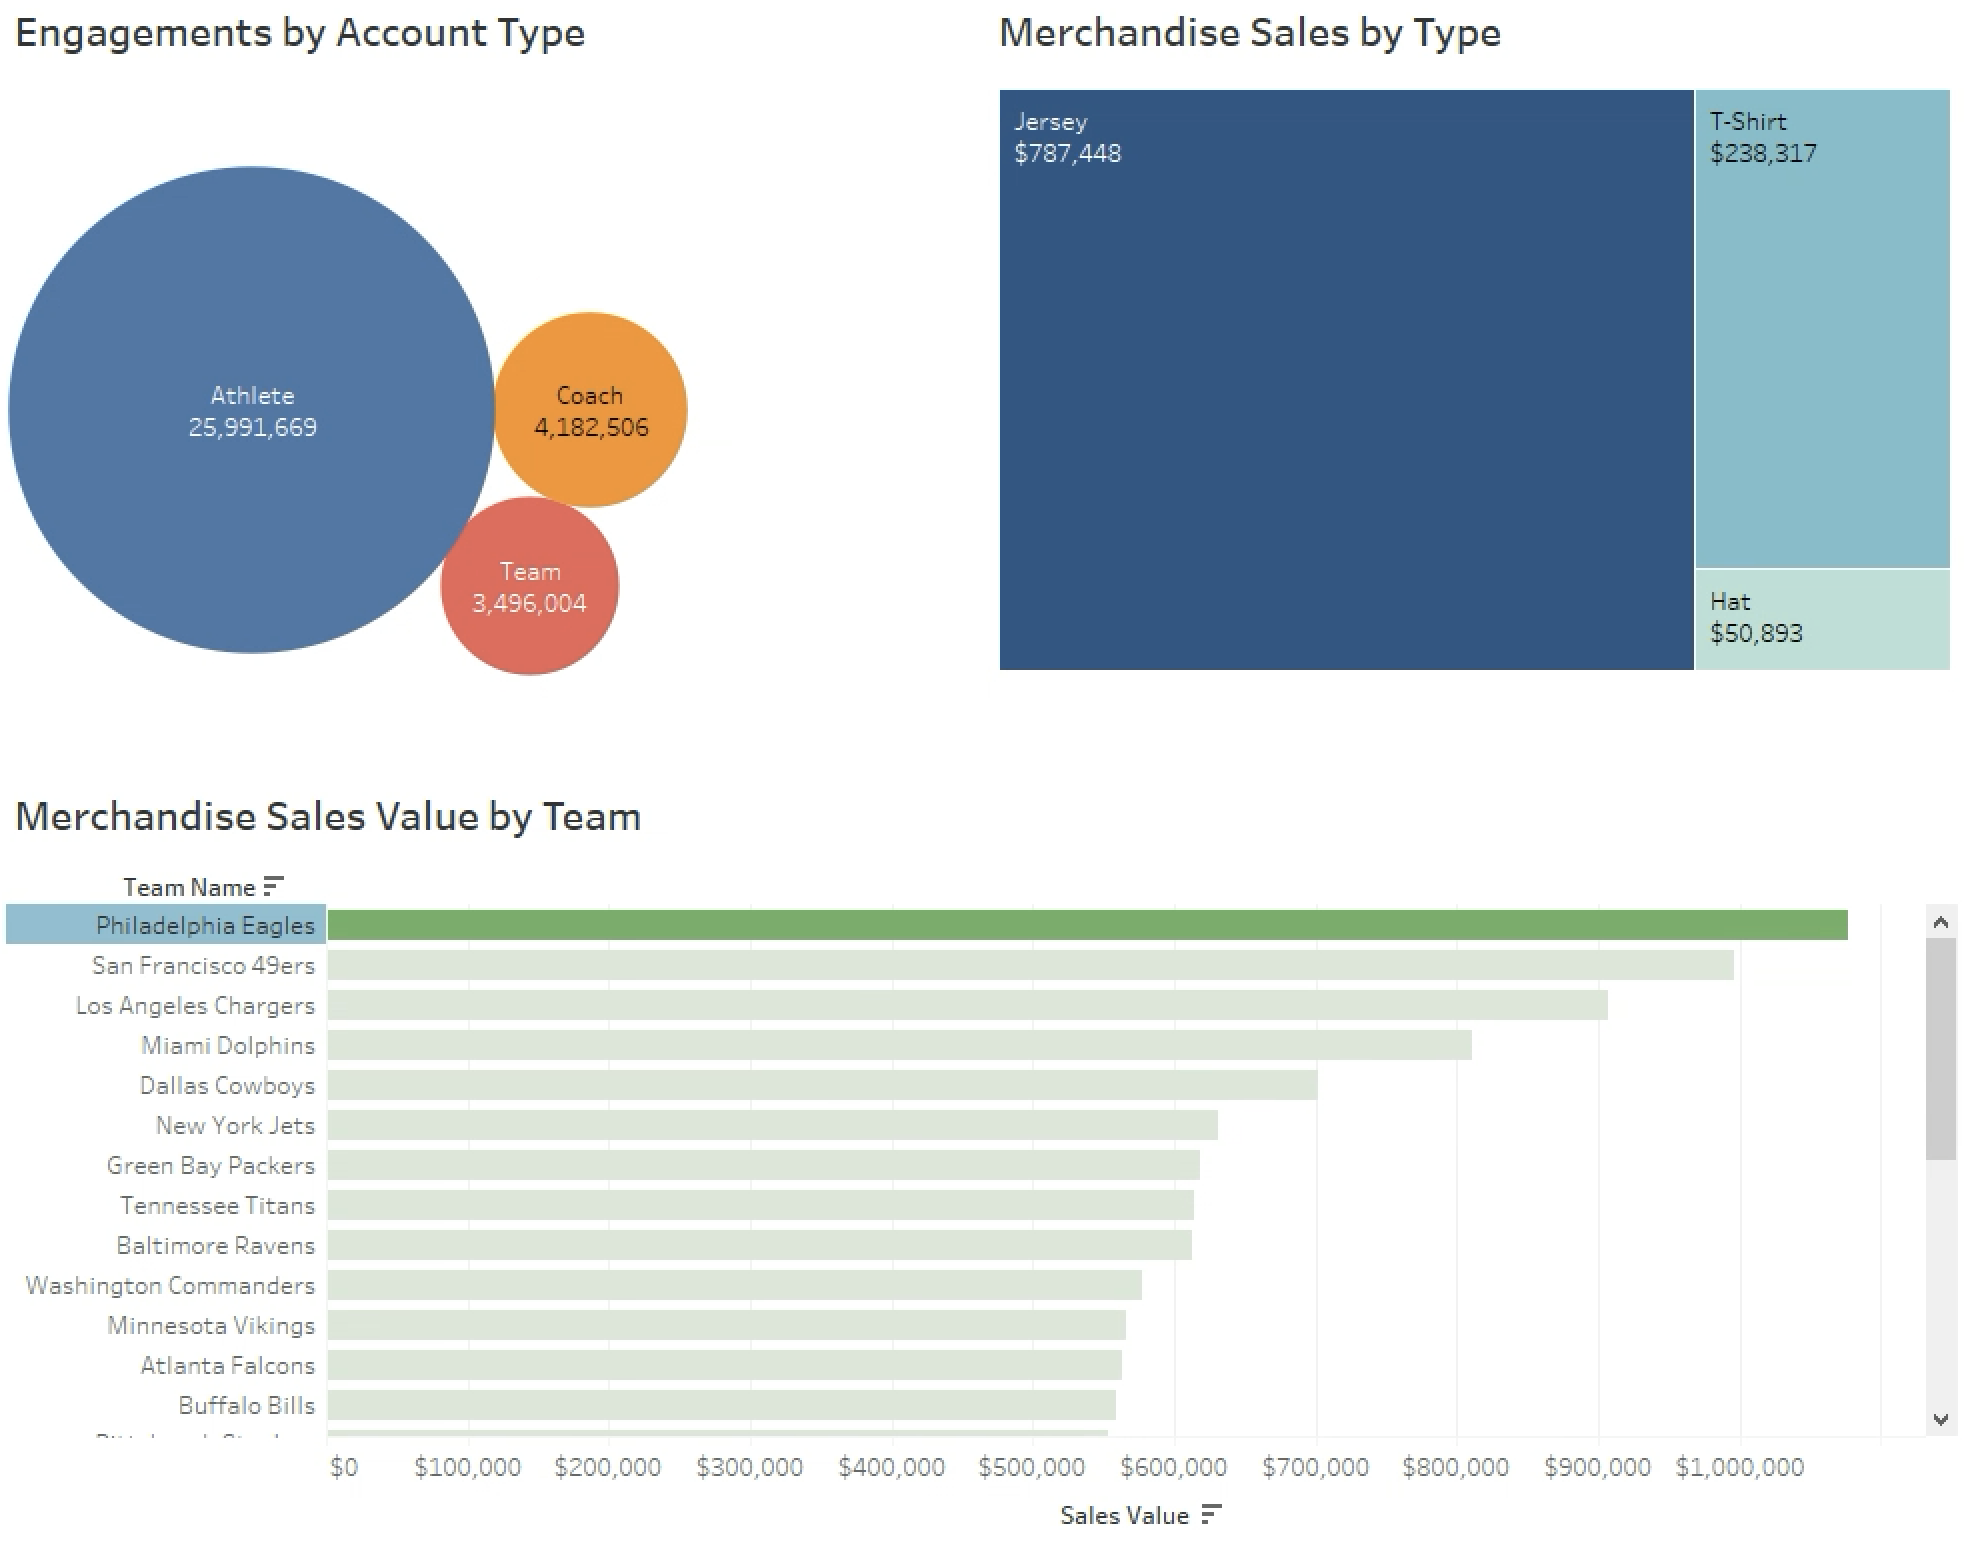 Engagements by Account Type
Athlete
25,991,669
Coach
4,182,506
Team
3,496,004
Merchandise Sales by Type
Jersey
$787,448
T-Shirt
$238,317
Hat
$50,893
Merchandise Sales Value by Team
Team Name
Philadelphia Eagles
San Francisco 49ers
Los Angeles Chargers
Miami Dolphins
Dallas Cowboys
New York Jets
Green Bay Packers
Tennessee Titans
Baltimore Ravens
Washington Commanders
Minnesota Vikings
Atlanta Falcons
Buffalo Bills
$0 $100,000 $200,000 $300,000 $400,000 $500,000 $600,000 $700,000 $800,000 $900,000 $1,000,000
Sales Value